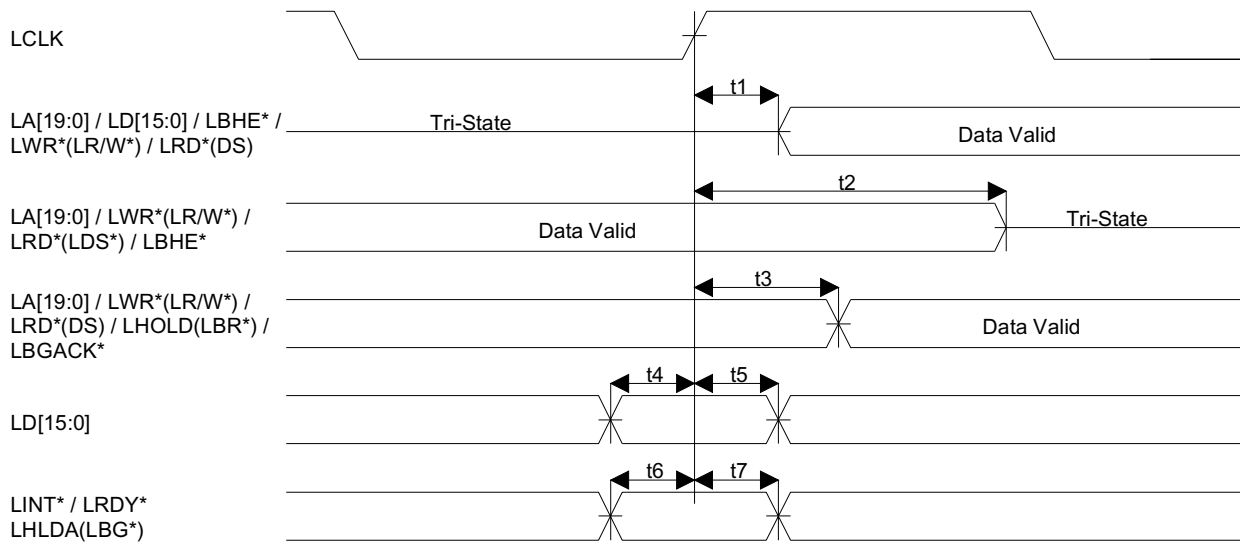 LCLK
t1
LA[19:0] / LD[15:0] / LBHE* /
LWR*(LR/W*) / LRD*(DS)
Tri-State
Data Valid
t2
LA[19:0] / LWR*(LR/W*) /
LRD*(LDS*) / LBHE*
Data Valid
Tri-State
t3
LA[19:0] / LWR*(LR/W*) /
LRD*(DS) / LHOLD(LBR*) /
LBGACK*
Data Valid
t4
t5
LD[15:0]
t6
t7
LINT* / LRDY*
LHLDA(LBG*)